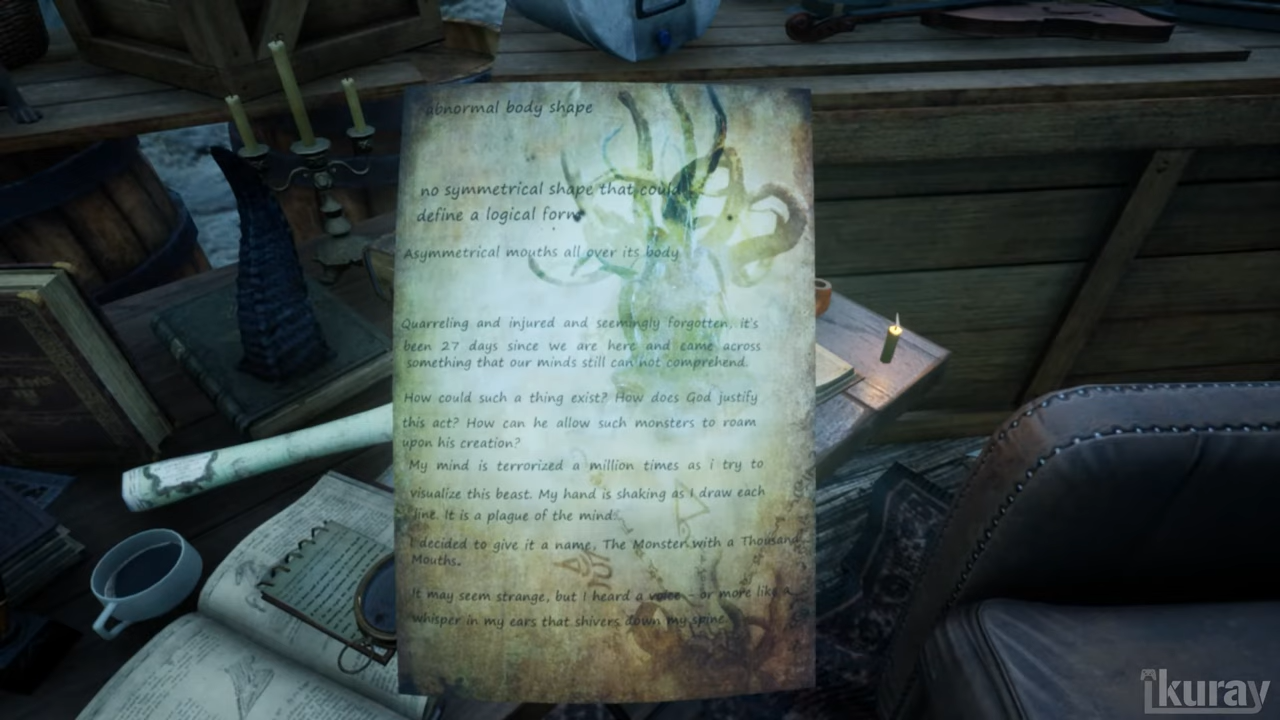 abnormal body shape
no symmetrical shape that could
define a logical form
Asymmetrical mouths all over its body
Quarreling and injured and seemingly forgotten, it's
been 27 days since we are here and came across
something that our minds still can not comprehend.
How could such a thing exist? How does God justify
this act? How can he allow such monsters to roam
upon his creation?
My mind is terrorized a million times as i try to
visualize this beast. My hand is shaking as I draw each
line. It is a plague of the mind.
I decided to give it a name. The Monster with a Thousand
Mouths.
It may seem strange, but I heard a voice - or more like a
whisper in my ears that shivers down my spine.
ikuray